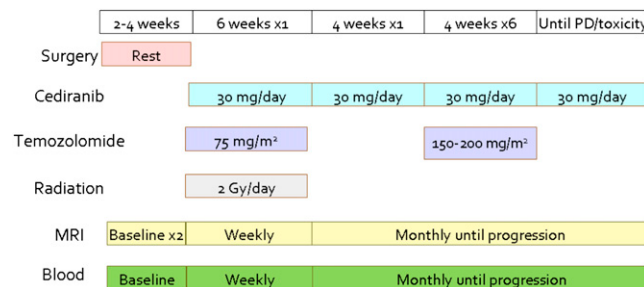 2-4 weeks 6 weeks x1 4 weeks x1 4 weeks x6 Until PD/toxicity
Surgery Rest
Cediranib 30 mg/day 30 mg/day 30 mg/day 30 mg/day
Temozolomide 75 mg/m² 150-200 mg/m²
Radiation 2 Gy/day
MRI Baseline x2 Weekly Monthly until progression
Blood Baseline Weekly Monthly until progression